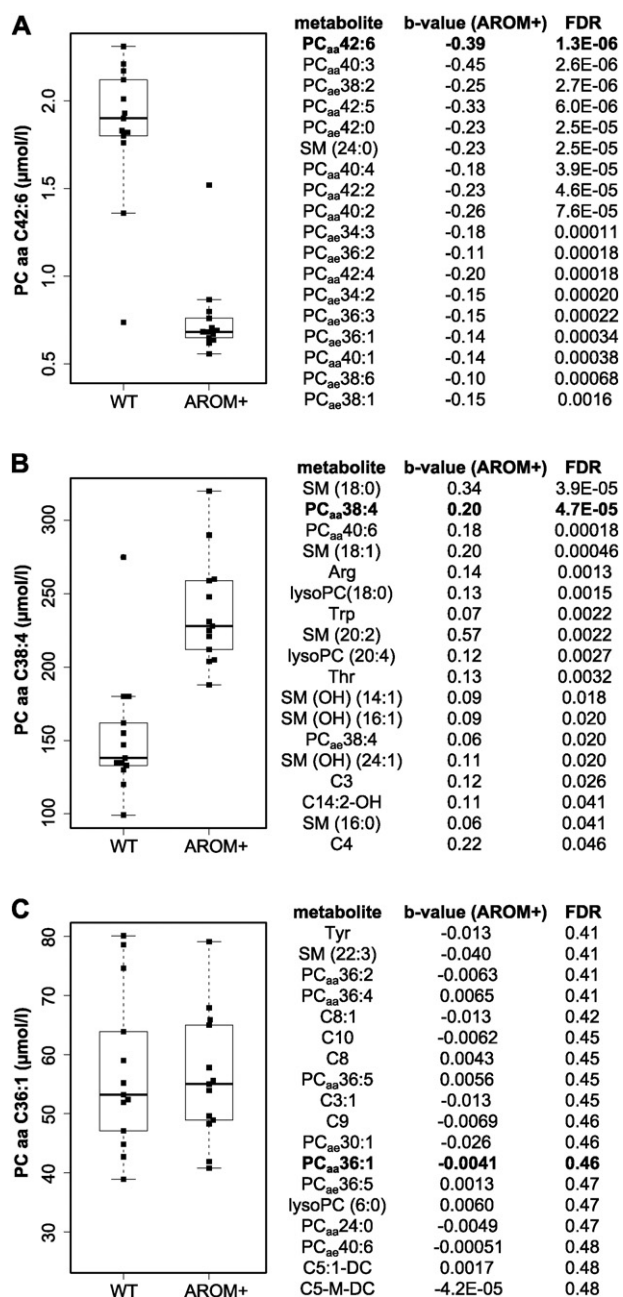 A
PC aa C42:6 (μmol/l)
2.0
1.5
1.0
0.5
WT AROM+
metabolite b-value (AROM+) FDR
PCaa42:6 -0.39 1.3E-06
PCaa40:3 -0.45 2.6E-06
PCae38:2 -0.25 2.7E-06
PCaa42:5 -0.33 6.0E-06
PCae42:0 -0.23 2.5E-05
SM (24:0) -0.23 2.5E-05
PCaa40:4 -0.18 3.9E-05
PCaa42:2 -0.23 4.6E-05
PCaa40:2 -0.26 7.6E-05
PCae34:3 -0.18 0.00011
PCae36:2 -0.11 0.00018
PCaa42:4 -0.20 0.00018
PCae34:2 -0.15 0.00020
PCae36:3 -0.15 0.00022
PCae36:1 -0.14 0.00034
PCaa40:1 -0.14 0.00038
PCae38:6 -0.10 0.00068
PCae38:1 -0.15 0.0016
B
PC aa C38:4 (μmol/l)
300
250
200
150
100
WT AROM+
metabolite b-value (AROM+) FDR
SM (18:0) 0.34 3.9E-05
PCaa38:4 0.20 4.7E-05
PCaa40:6 0.18 0.00018
SM (18:1) 0.20 0.00046
Arg 0.14 0.0013
lysoPC(18:0) 0.13 0.0015
Trp 0.07 0.0022
SM (20:2) 0.57 0.0022
lysoPC (20:4) 0.12 0.0027
Thr 0.13 0.0032
SM (OH) (14:1) 0.09 0.018
SM (OH) (16:1) 0.09 0.020
PCae38:4 0.06 0.020
SM (OH) (24:1) 0.11 0.020
C3 0.12 0.026
C14:2-OH 0.11 0.041
SM (16:0) 0.06 0.041
C4 0.22 0.046
C
PC aa C36:1 (μmol/l)
80
70
60
50
40
30
WT AROM+
metabolite b-value (AROM+) FDR
Tyr -0.013 0.41
SM (22:3) -0.040 0.41
PCaa36:2 -0.0063 0.41
PCaa36:4 0.0065 0.41
C8:1 -0.013 0.42
C10 -0.0062 0.45
C8 0.0043 0.45
PCaa36:5 0.0056 0.45
C3:1 -0.013 0.45
C9 -0.0069 0.46
PCae30:1 -0.026 0.46
PCaa36:1 -0.0041 0.46
PCae36:5 0.0013 0.47
lysoPC (6:0) 0.0060 0.47
PCaa24:0 -0.0049 0.47
PCae40:6 -0.00051 0.48
C5:1-DC 0.0017 0.48
C5-M-DC -4.2E-05 0.48